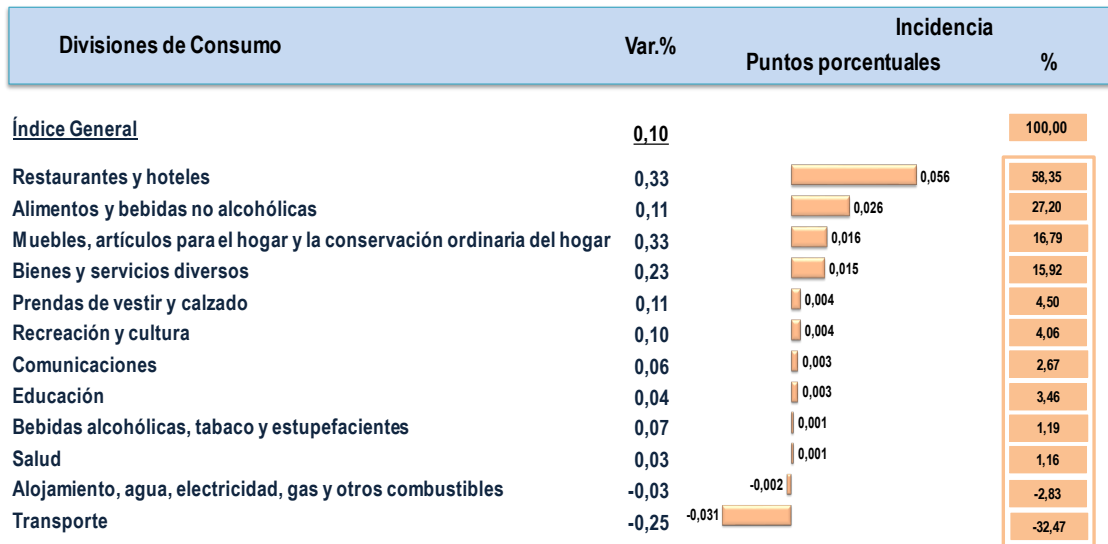 Divisiones de Consumo Var.% Incidencia
Puntos porcentuales %
Índice General 0,10 100,00
Restaurantes y hoteles 0,33 0,056 58,35
Alimentos y bebidas no alcohólicas 0,11 0,026 27,20
Muebles, artículos para el hogar y la conservación ordinaria del hogar 0,33 0,016 16,79
Bienes y servicios diversos 0,23 0,015 15,92
Prendas de vestir y calzado 0,11 0,004 4,50
Recreación y cultura 0,10 0,004 4,06
Comunicaciones 0,06 0,003 2,67
Educación 0,04 0,003 3,46
Bebidas alcohólicas, tabaco y estupefacientes 0,07 0,001 1,19
Salud 0,03 0,001 1,16
Alojamiento, agua, electricidad, gas y otros combustibles -0,03 -0,002 -2,83
Transporte -0,25 -0,031 -32,47